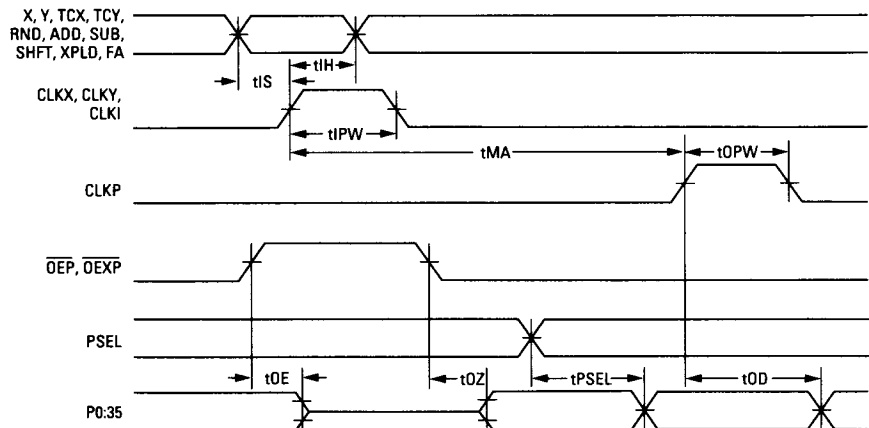 X, Y, TCX, TCY,
RND, ADD, SUB,
SHFT, XPLD, FA
tIH
tIS
CLKX, CLKY,
CLKI
tIPW
tMA
tOPW
CLKP
OEP, OEXP
PSEL
tOE
tOZ
tPSEL
tOD
P0:35